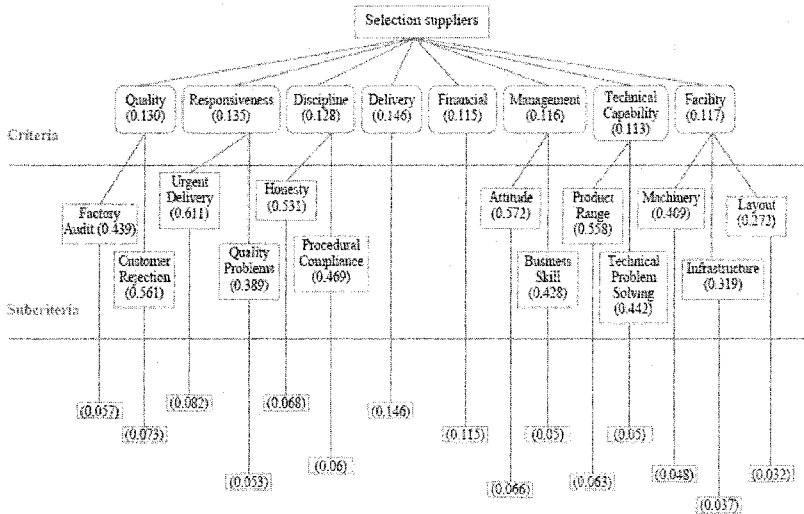 Selection suppliers
Quality
(0.130)
Responsiveness
(0.135)
Discipline
(0.128)
Delivery
(0.146)
Financial
(0.115)
Management
(0.116)
Technical
Capability
(0.113)
Facility
(0.117)
Criteria
Factory
Audit (0.439)
Customer
Rejection
(0.561)
Urgent
Delivery
(0.611)
Quality
Problems
(0.389)
Honesty
(0.531)
Procedural
Compliance
(0.469)
Attitude
(0.572)
Business
Skill
(0.428)
Product
Range
(0.558)
Technical
Problem
Solving
(0.442)
Machinery
(0.409)
Infrastructure
(0.319)
Layout
(0.272)
Subcriteria
(0.057)
(0.073)
(0.082)
(0.053)
(0.068)
(0.06)
(0.146)
(0.115)
(0.066)
(0.05)
(0.063)
(0.05)
(0.048)
(0.037)
(0.032)